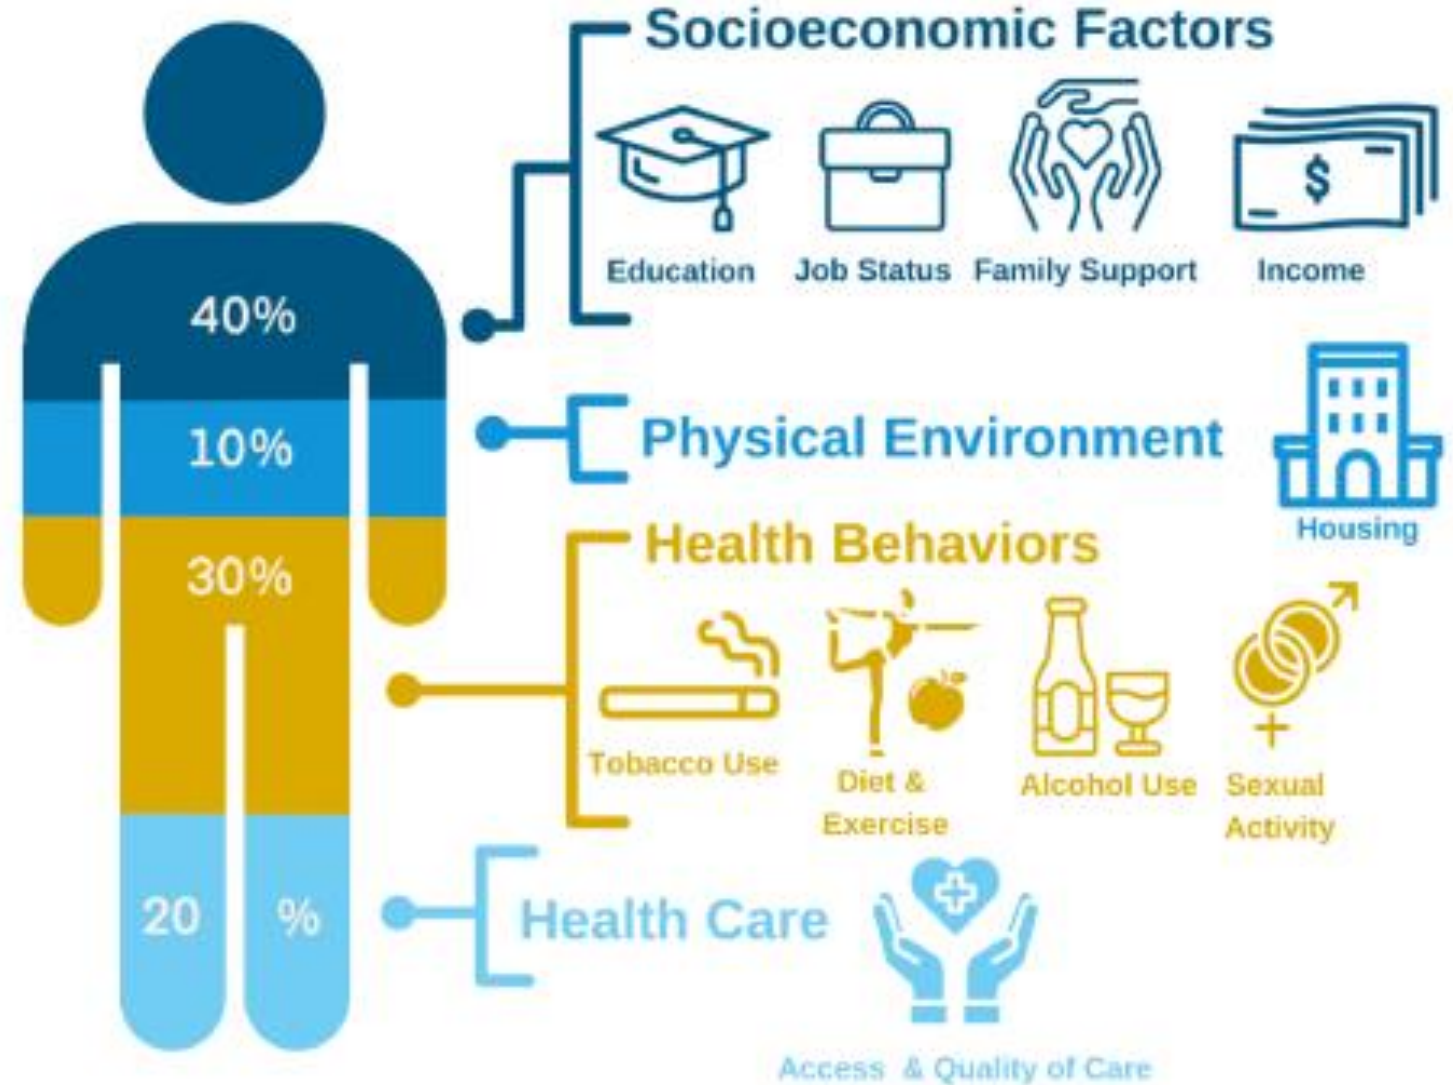 Socioeconomic Factors
$
Education Job Status Family Support Income
40%
10%
Physical Environment
Housing
30%
Health Behaviors
Tobacco Use
Diet &
Exercise
Alcohol Use
Sexual
Activity
20 %
Health Care
Access & Quality of Care